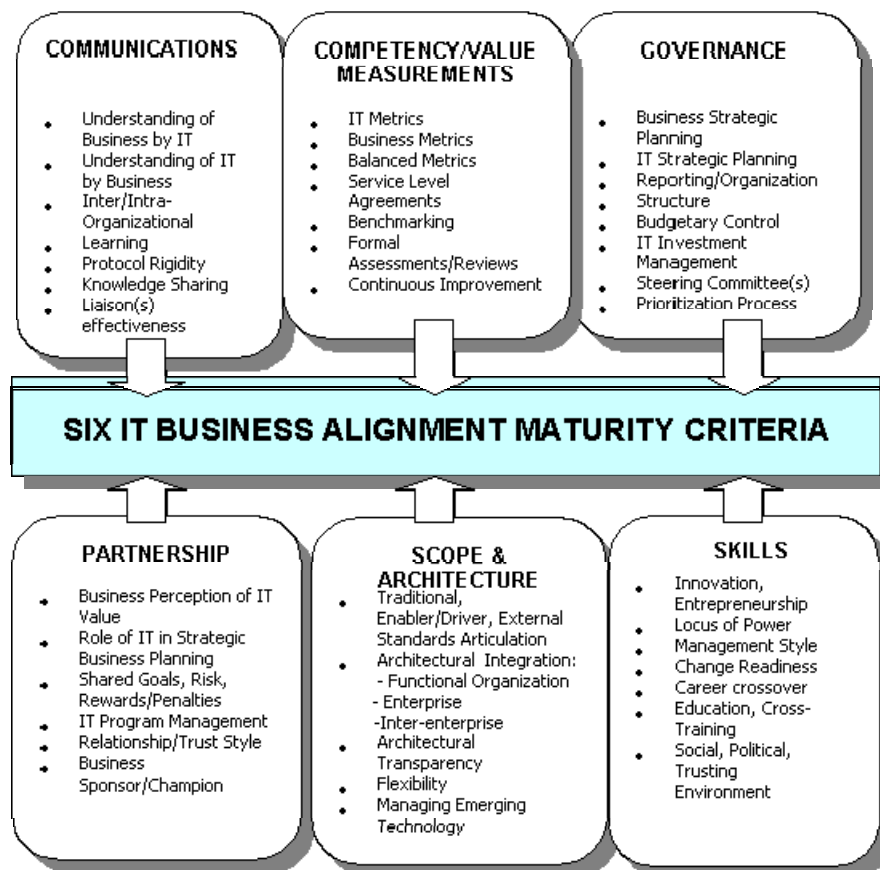 COMMUNICATIONS
• Understanding of
Business by IT
• Understanding of IT
by Business
• Inter/Intra-
• Organizational
• Learning
• Protocol Rigidity
• Knowledge Sharing
• Liaison(s)
effectiveness
COMPETENCY/VALUE
MEASUREMENTS
• IT Metrics
• Business Metrics
• Balanced Metrics
• Service Level
Agreements
• Benchmarking
• Formal
Assessments/Reviews
• Continuous Improvement
GOVERNANCE
• Business Strategic
Planning
• IT Strategic Planning
• Reporting/Organization
• Structure
• Budgetary Control
• IT Investment
Management
• Steering Committee(s)
• Prioritization Process
SIX IT BUSINESS ALIGNMENT MATURITY CRITERIA
PARTNERSHIP
• Business Perception of IT
Value
• Role of IT in Strategic
Business Planning
• Shared Goals, Risk,
Rewards/Penalties
• IT Program Management
• Relationship/Trust Style
• Business
Sponsor/Champion
SCOPE &
ARCHITECTURE
• Traditional,
Enabler/Driver, External
Standards Articulation
• Architectural Integration:
- Functional Organization
- Enterprise
-Inter-enterprise
• Architectural
Transparency
• Flexibility
• Managing Emerging
Technology
SKILLS
• Innovation,
Entrepreneurship
• Locus of Power
• Management Style
• Change Readiness
• Career crossover
• Education, Cross-
Training
• Social, Political,
Trusting
Environment